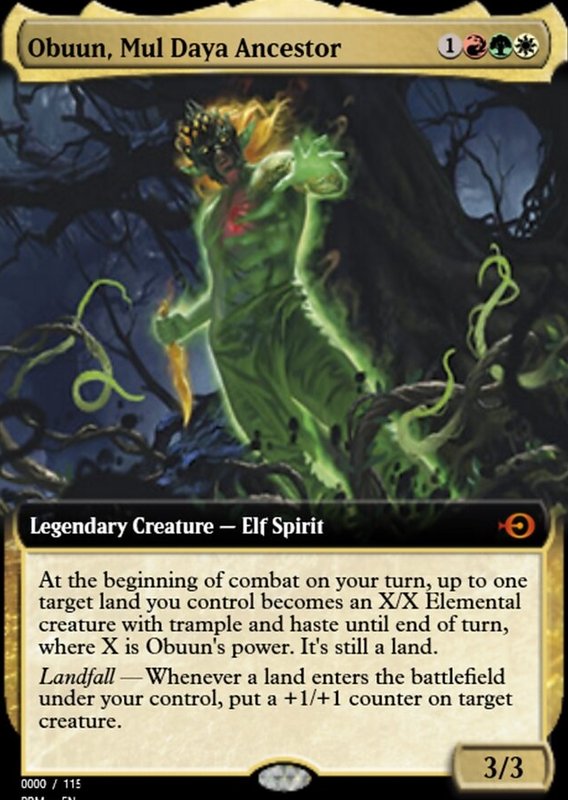 Obuun, Mul Daya Ancestor
1
Legendary Creature — Elf Spirit
At the beginning of combat on your turn, up to one
target land you control becomes an X/X Elemental
creature with trample and haste until end of turn,
where X is Obuun's power. It's still a land.
Landfall — Whenever a land enters the battlefield
under your control, put a +1/+1 counter on target
creature.
3/3
0000 / 115